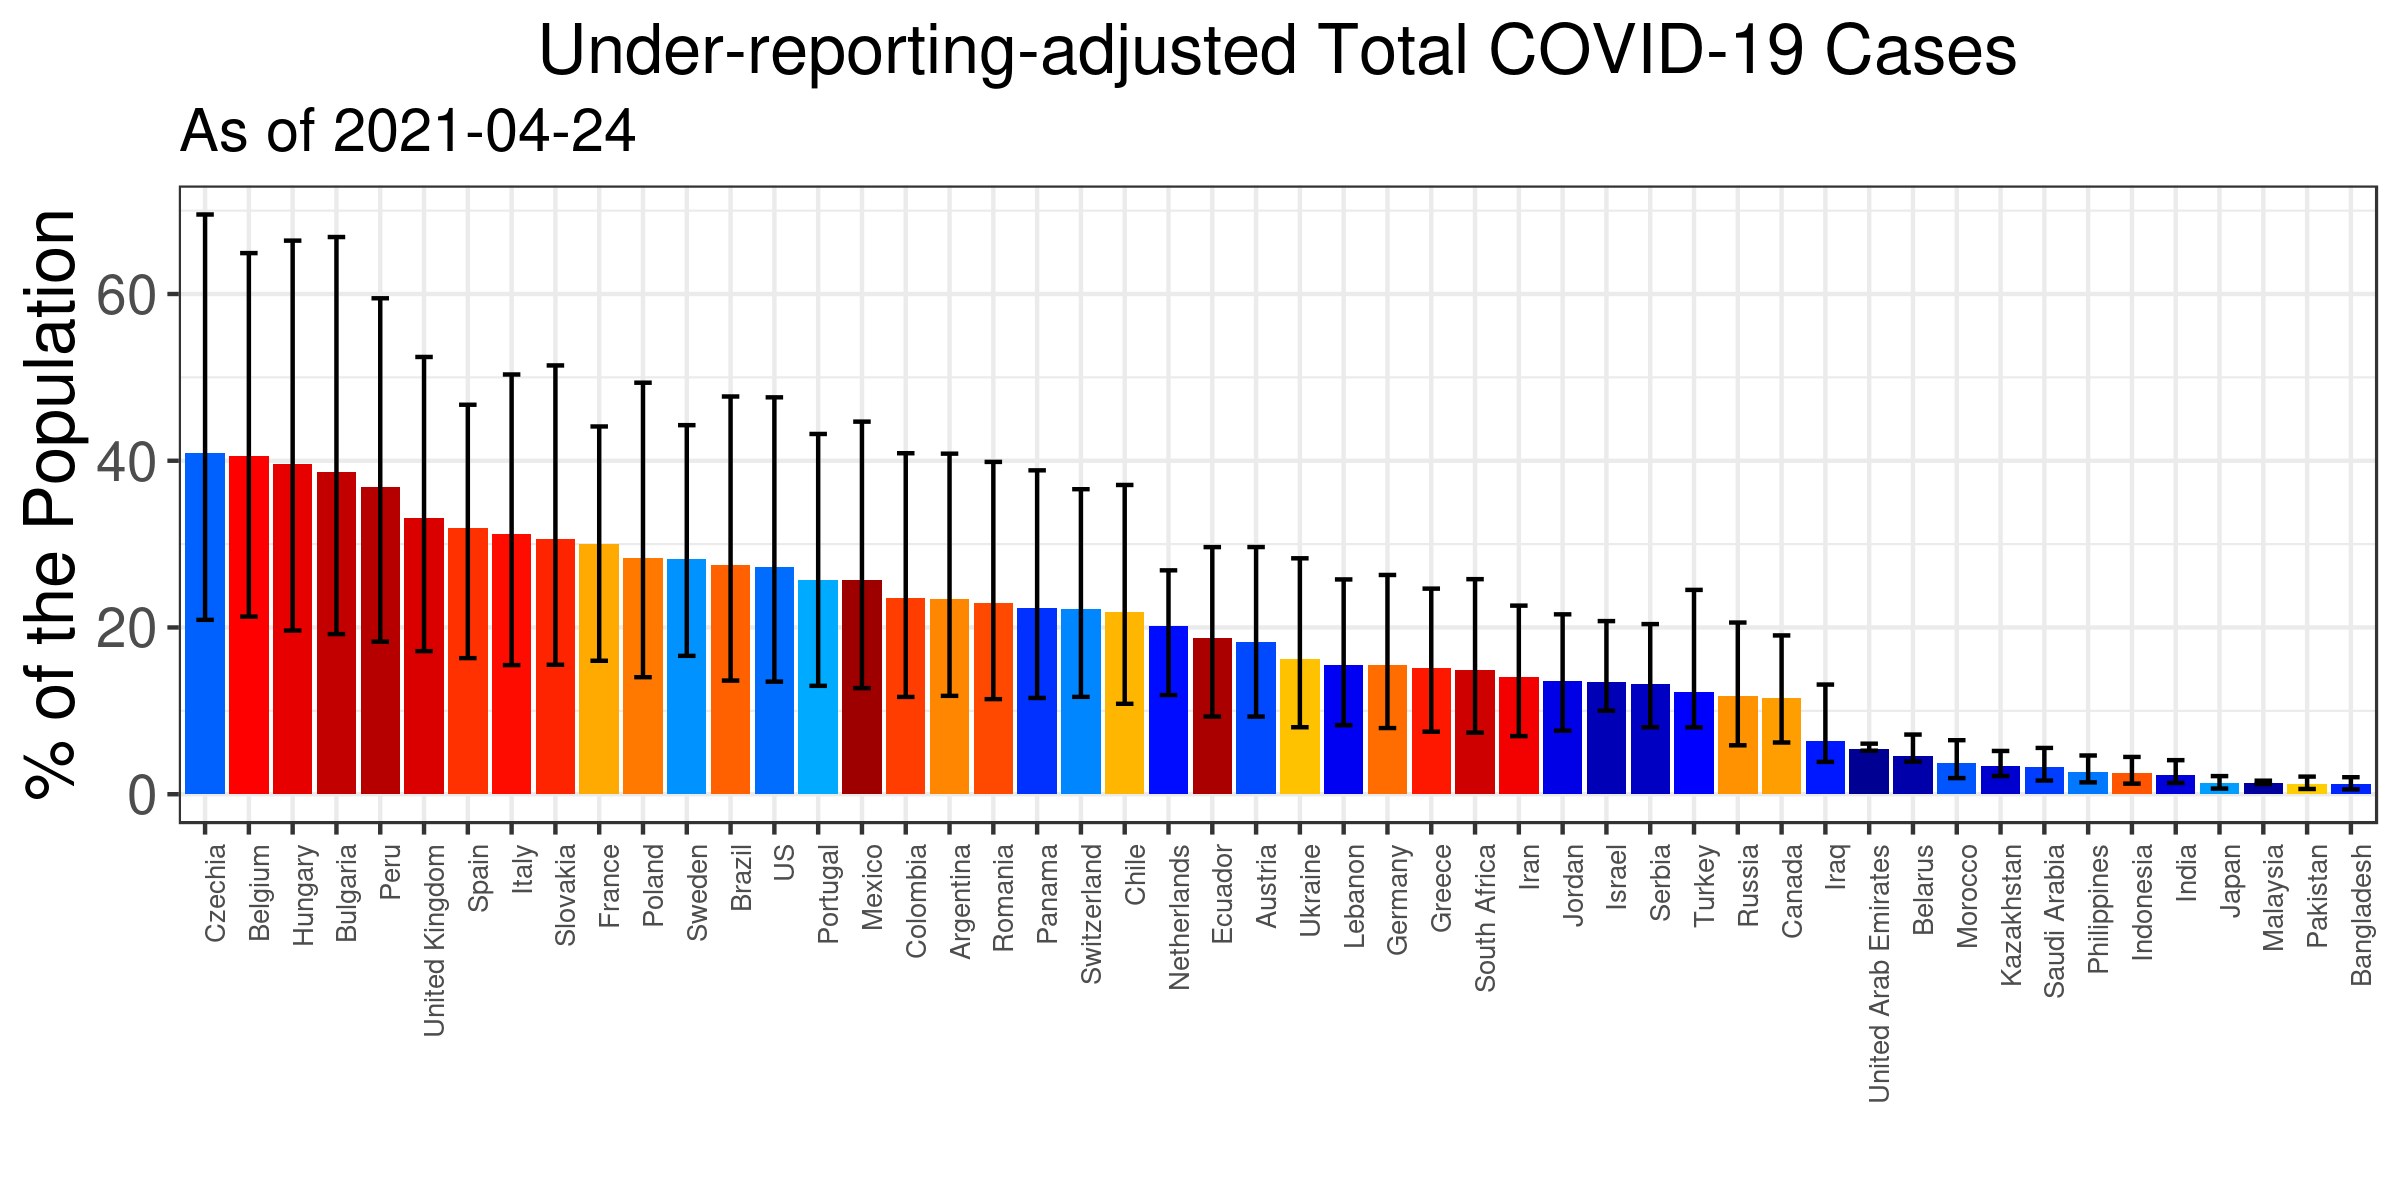 Under-reporting-adjusted Total COVID-19 Cases
As of 2021-04-24
% of the Population
60
40
20
0
Czechia
Belgium
Hungary
Bulgaria
Peru
United Kingdom
Spain
Italy
Slovakia
France
Poland
Sweden
Brazil
US
Portugal
Mexico
Colombia
Argentina
Romania
Panama
Switzerland
Chile
Netherlands
Ecuador
Austria
Ukraine
Lebanon
Germany
Greece
South Africa
Iran
Jordan
Israel
Serbia
Turkey
Russia
Canada
Iraq
United Arab Emirates
Belarus
Morocco
Kazakhstan
Saudi Arabia
Philippines
Indonesia
India
Japan
Malaysia
Pakistan
Bangladesh